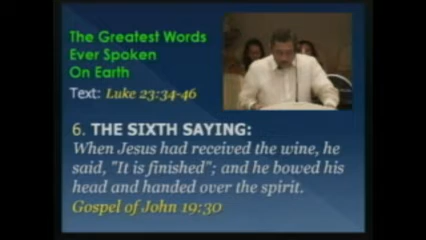 The Greatest Words
Ever Spoken
On Earth
Text: Luke 23:34-46
6. THE SIXTH SAYING:
When Jesus had received the wine, he
said, "It is finished"; and he bowed his
head and handed over the spirit.
Gospel of John 19:30